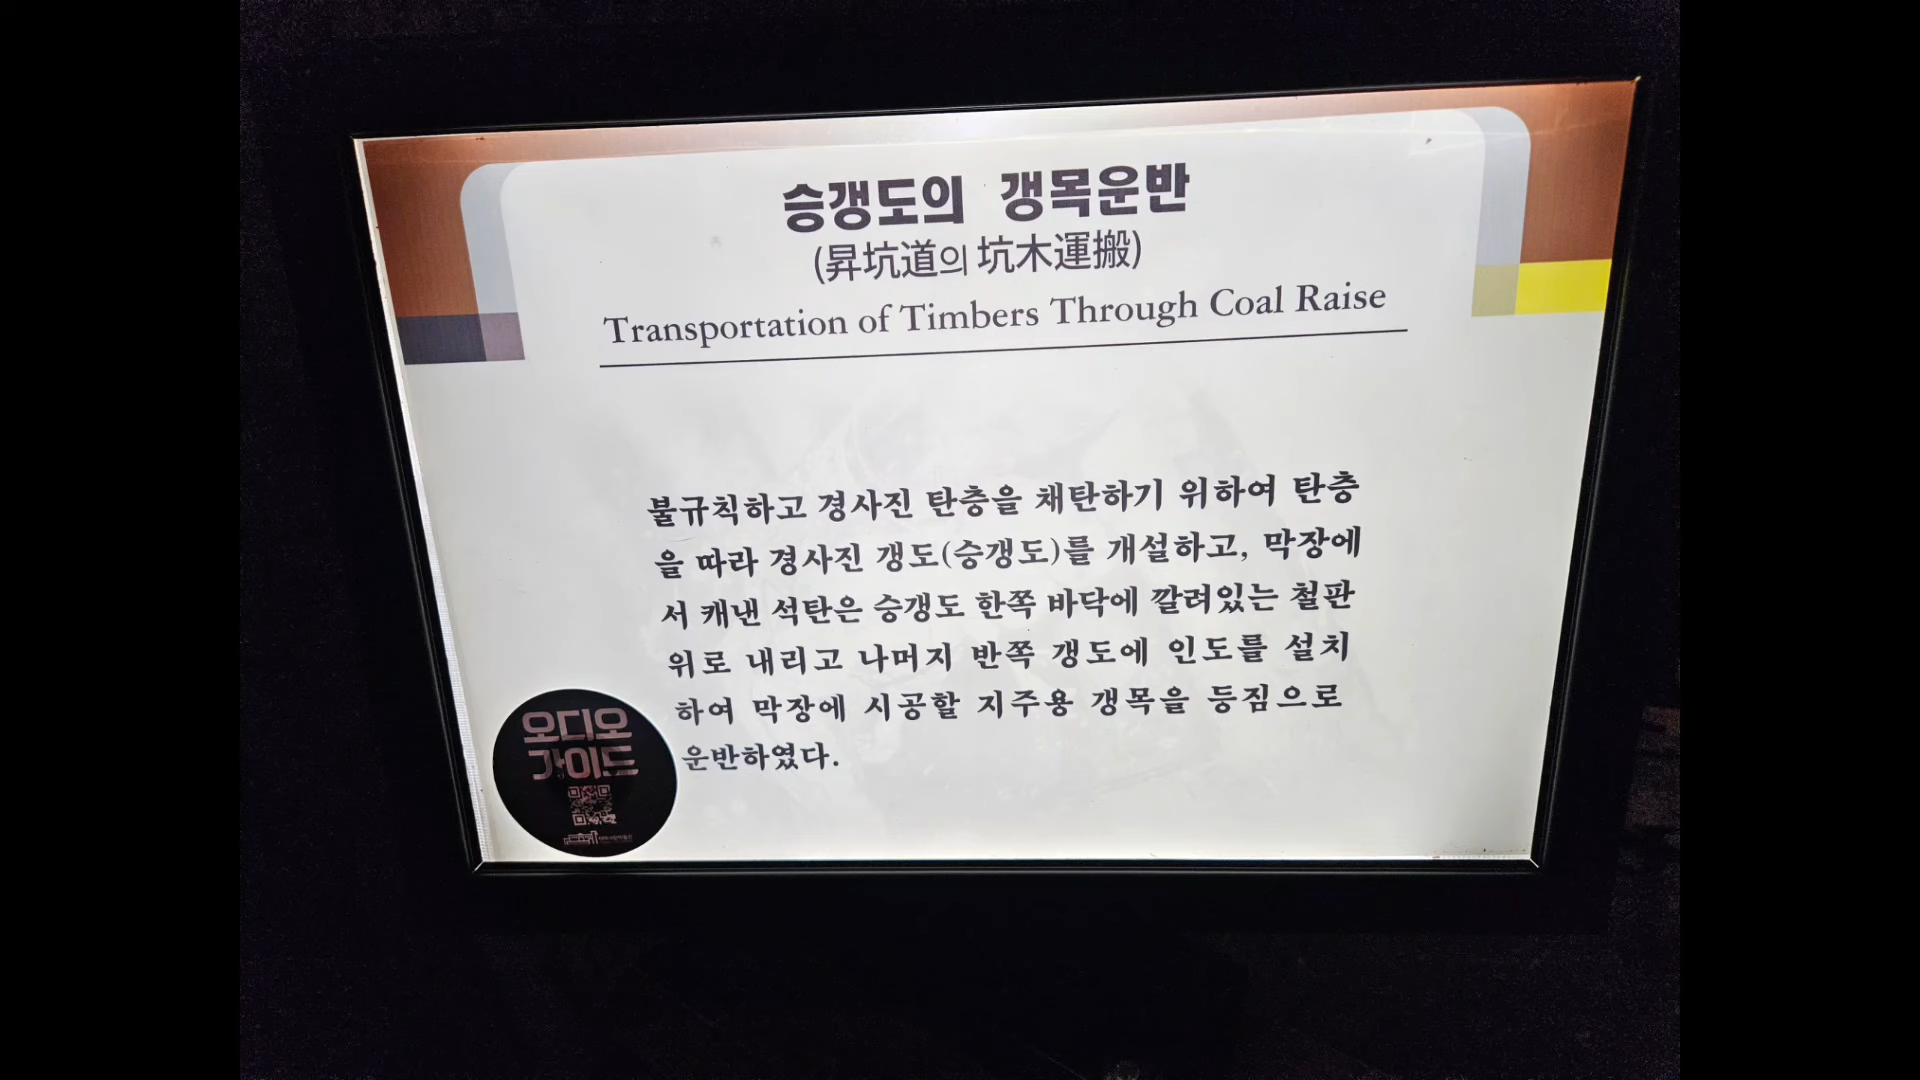 승갱도의 갱목운반
(昇坑道의 坑木運搬)
Transportation of Timbers Through Coal Raise
불규칙하고 경사진 탄층을 채탄하기 위하여 탄층
을 따라 경사진 갱도(승갱도)를 개설하고, 막장에
서 캐낸 석탄은 승갱도 한쪽 바닥에 깔려있는 철판
위로 내리고 나머지 반쪽 갱도에 인도를 설치
하여 막장에 시공할 지주용 갱목을 등짐으로
운반하였다.
오디오
가이드